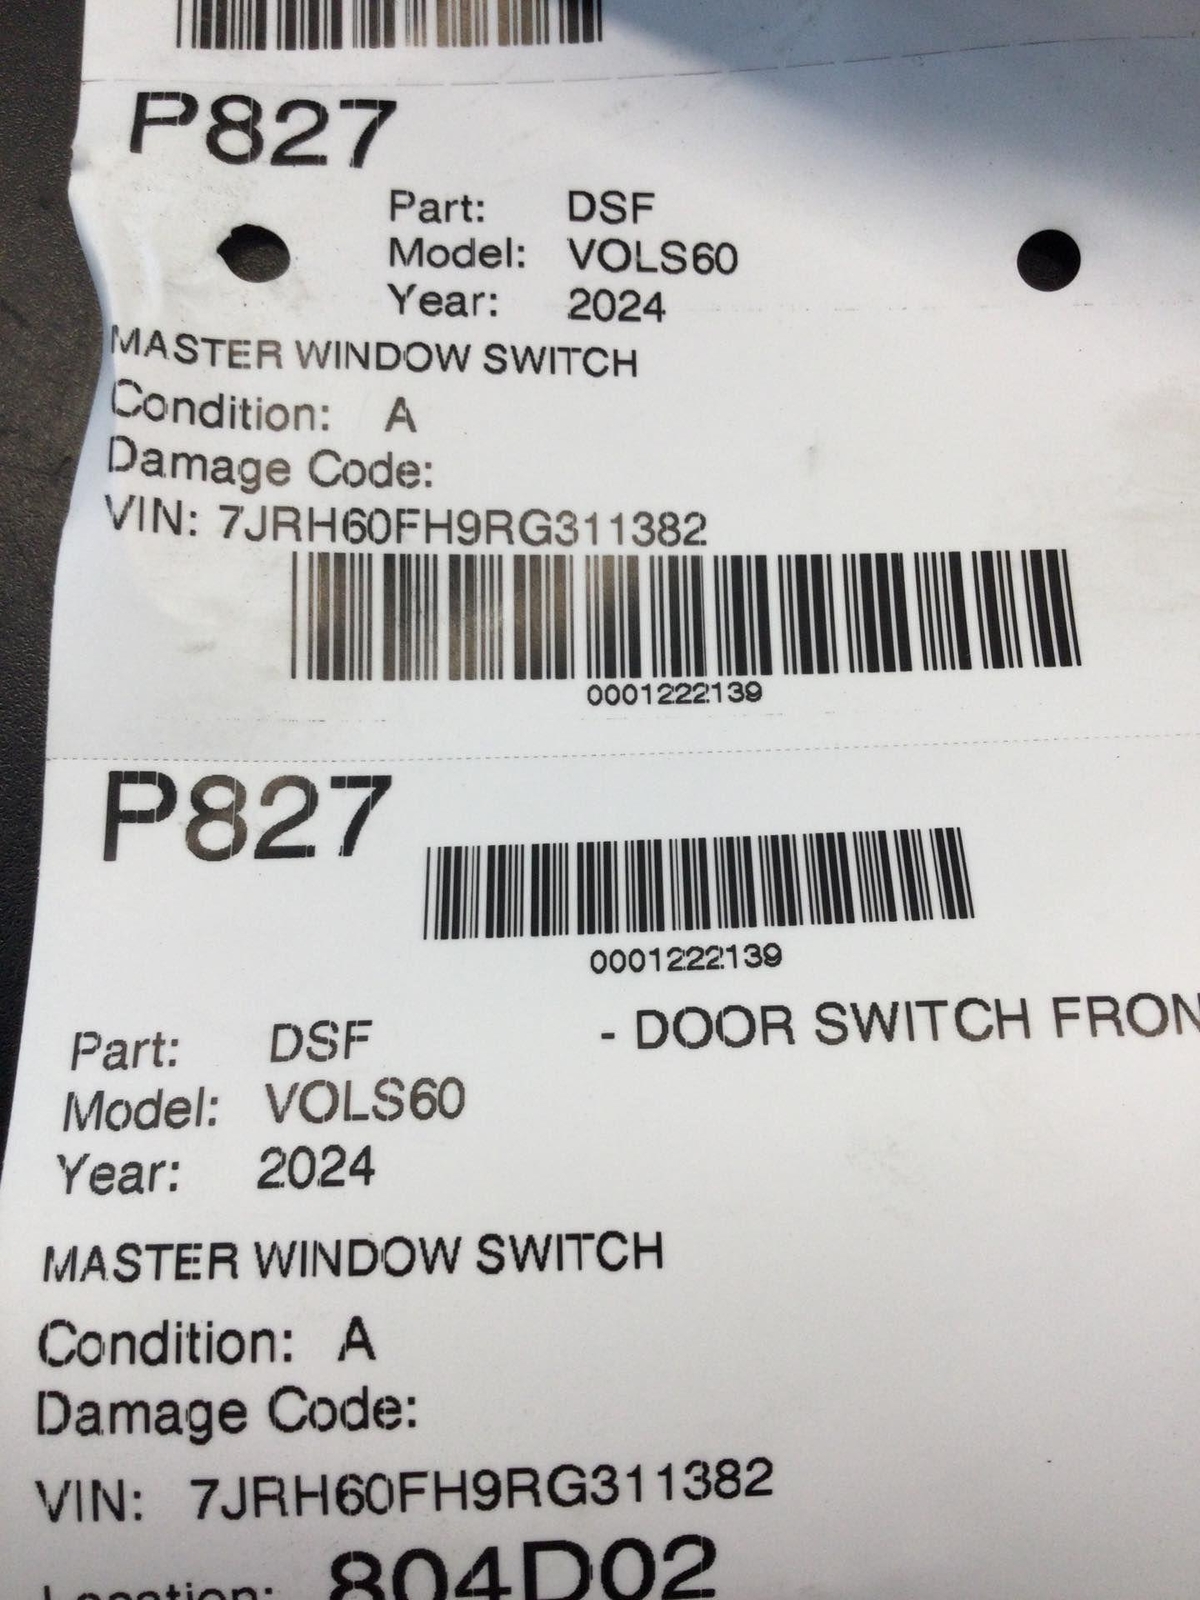 P827
Part: DSF
Model: VOLS60
Year: 2024
MASTER WINDOW SWITCH
Condition: A
Damage Code:
VIN: 7JRH60FH9RG311382
0001222139
P827
0001222139
Part: DSF - DOOR SWITCH FRON
Model: VOLS60
Year: 2024
MASTER WINDOW SWITCH
Condition: A
Damage Code:
VIN: 7JRH60FH9RG311382
Location: 804D02